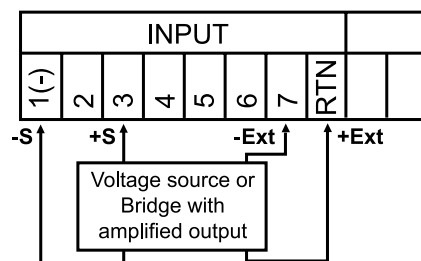 INPUT
1(-) 2 3 4 5 6 7 RTN
-S +S -Ext +Ext
Voltage source or
Bridge with
amplified output